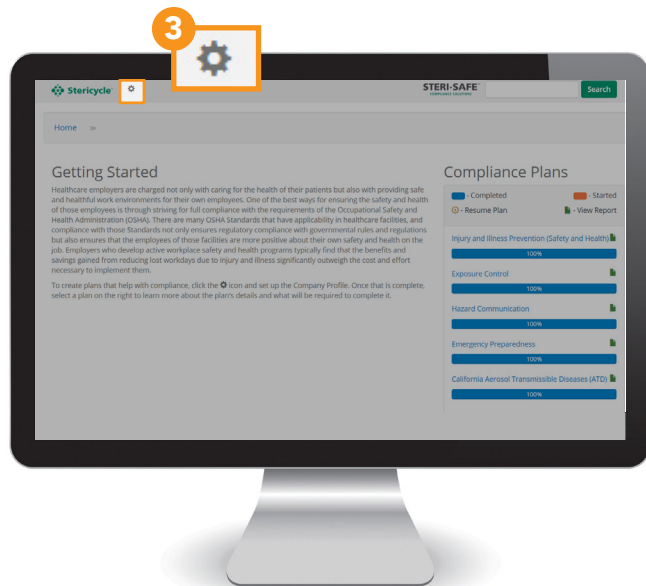 3
Stericycle®
STERI-SAFE™
COMPLIANCE SOLUTIONS
Search
Home »
Getting Started
Healthcare employers are charged not only with caring for the health of their patients but also with providing safe
and healthful work environments for their own employees. One of the best ways for ensuring the safety and health
of those employees is through striving for full compliance with the requirements of the Occupational Safety and
Health Administration (OSHA). There are many OSHA Standards that have applicability in healthcare facilities, and
compliance with those Standards not only ensures regulatory compliance with governmental rules and regulations
but also ensures that the employees of those facilities are more positive about their own safety and health on the
job. Employers who develop active workplace safety and health programs typically find that the benefits and
savings gained from reducing lost workdays due to injury and illness significantly outweigh the cost and effort
necessary to implement them.
To create plans that help with compliance, click the icon and set up the Company Profile. Once that is complete,
select a plan on the right to learn more about the plan's details and what will be required to complete it.
Compliance Plans
- Completed - Started
- Resume Plan - View Report
Injury and Illness Prevention (Safety and Health)
100%
Exposure Control
100%
Hazard Communication
100%
Emergency Preparedness
100%
California Aerosol Transmissible Diseases (ATD)
100%